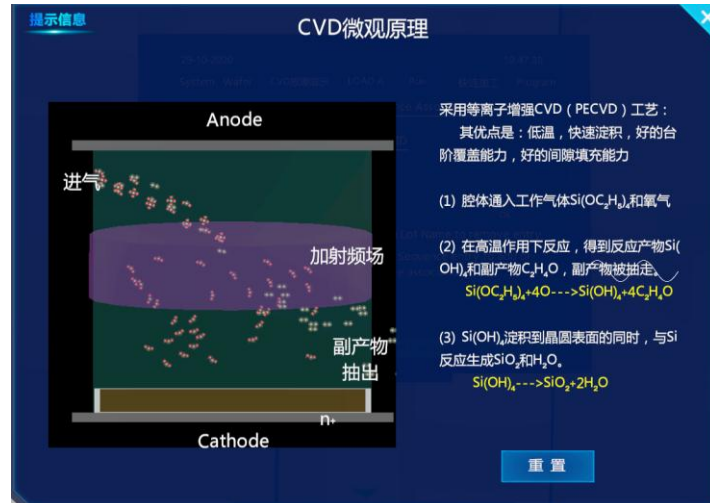 提示信息
CVD微观原理
Anode
进气
加射频场
副产物
抽出
n+
Cathode
采用等离子增强CVD（PECVD）工艺：
其优点是：低温，快速淀积，好的台
阶覆盖能力，好的间隙填充能力
(1) 腔体通入工作气体Si(OC₂H₅)₄和氧气
(2) 在高温作用下反应，得到反应产物Si(
OH)₄和副产物C₂H₄O，副产物被抽走。
Si(OC₂H₅)₄+4O--->Si(OH)₄+4C₂H₄O
(3) Si(OH)₄淀积到晶圆表面的同时，与Si
反应生成SiO₂和H₂O。
Si(OH)₄--->SiO₂+2H₂O
重置